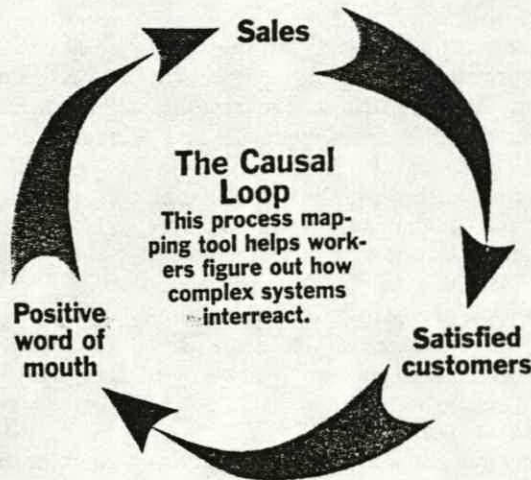 Sales
The Causal
Loop
This process map-
ping tool helps work-
ers figure out how
complex systems
interreact.
Positive
word of
mouth
Satisfied
customers